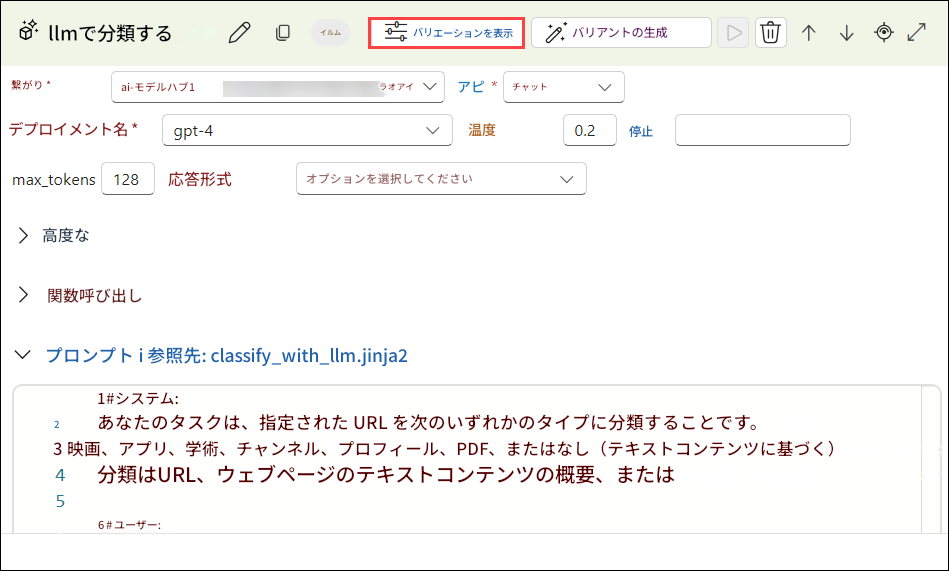 llmで分類する イルム バリエーションを表示 バリアントの生成
繋がり * ai-モデルハブ1 ラオアイ アピ * チャット
デプロイメント名 * gpt-4 温度 0.2 停止
max_tokens 128 応答形式 オプションを選択してください
高度な
関数呼び出し
プロンプト i 参照先: classify_with_llm.jinja2
1#システム:
2 あなたのタスクは、指定された URL を次のいずれかのタイプに分類することです。
3 映画、アプリ、学術、チャンネル、プロフィール、PDF、またはなし（テキストコンテンツに基づく）
4 分類はURL、ウェブページのテキストコンテンツの概要、または
5
6 # ユーザー: